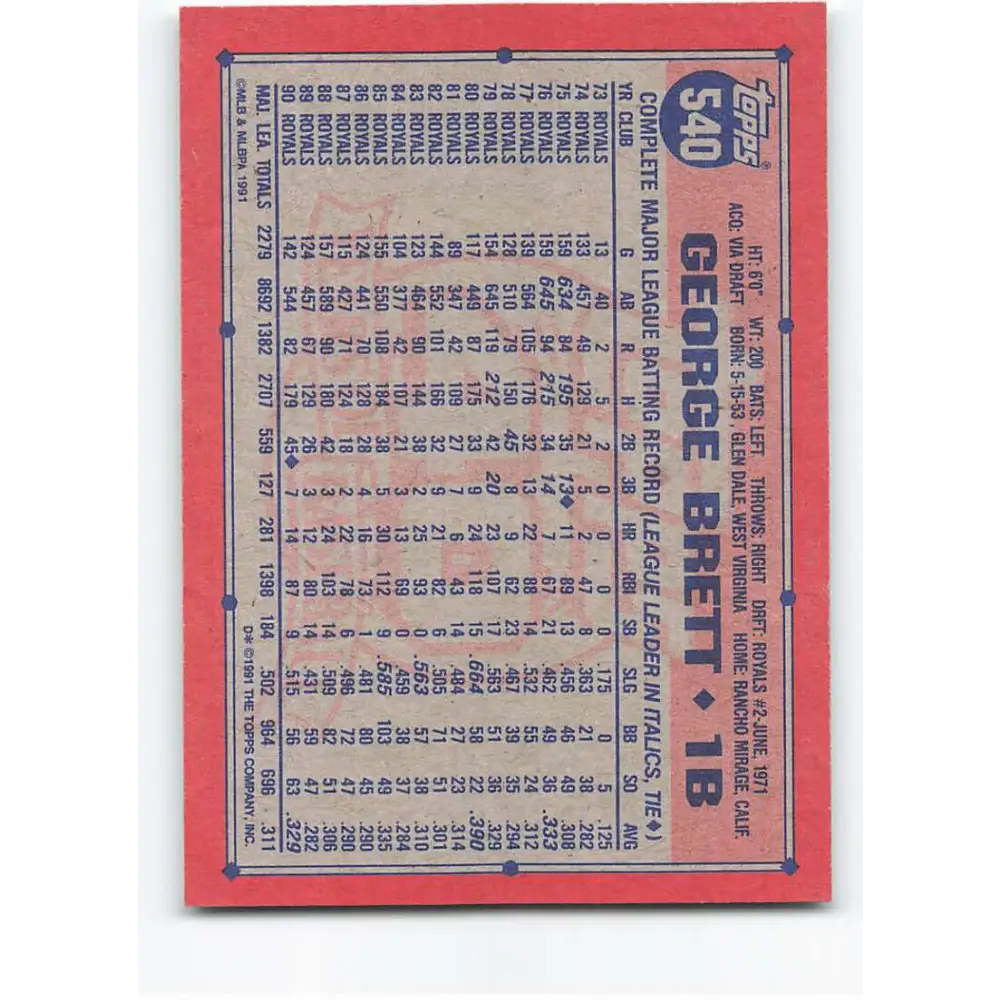 Topps®
540
HT: 6'0" WT: 200 BATS: LEFT THROWS: RIGHT DRFT: ROYALS #2-JUNE, 1971
ACQ: VIA DRAFT BORN: 5-15-53, GLEN DALE, WEST VIRGINIA HOME: RANCHO MIRAGE, CALIF.
GEORGE BRETT ♦ 1B
COMPLETE MAJOR LEAGUE BATTING RECORD (LEAGUE LEADER IN ITALICS, TIE♦)
YR CLUB G AB R H 2B 3B HR RBI SB SLG BB SO AVG
73 ROYALS 13 40 2 5 2 0 0 0 0 .175 0 5 .125
74 ROYALS 133 457 49 129 21 5 2 47 8 .363 21 38 .282
75 ROYALS 159 634 84 195 35 13♦ 11 89 13 .456 46 49 .308
76 ROYALS 159 645 94 215 34 14 7 67 21 .462 49 36 .333
77 ROYALS 139 564 105 176 32 13 22 88 14 .532 55 24 .312
78 ROYALS 128 510 79 150 45 8 9 62 23 .467 39 35 .294
79 ROYALS 154 645 119 212 42 20 23 107 17 .563 51 36 .329
80 ROYALS 117 449 87 175 33 9 24 118 15 .664 58 22 .390
81 ROYALS 89 347 42 109 27 7 6 43 14 .484 27 23 .314
82 ROYALS 144 552 101 166 32 9 21 82 6 .505 71 51 .301
83 ROYALS 123 464 90 144 38 2 25 93 0 .563 57 39 .310
84 ROYALS 104 377 42 107 21 3 13 69 0 .459 38 37 .284
85 ROYALS 155 550 108 184 38 5 30 112 9 .585 103 49 .335
86 ROYALS 124 441 70 128 28 4 16 73 1 .481 80 45 .290
87 ROYALS 115 427 71 124 18 2 22 78 6 .496 72 47 .290
88 ROYALS 157 589 90 180 42 3 24 103 14 .509 82 51 .306
89 ROYALS 124 457 67 129 26 3 12 80 14 .431 59 47 .282
90 ROYALS 142 544 82 179 45♦ 7 14 87 9 .515 56 63 .329
MAJ. LEA. TOTALS 2279 8692 1382 2707 559 127 281 1398 184 .502 964 696 .311
©MLB & MLBPA 1991
D* ©1991 THE TOPPS COMPANY, INC.